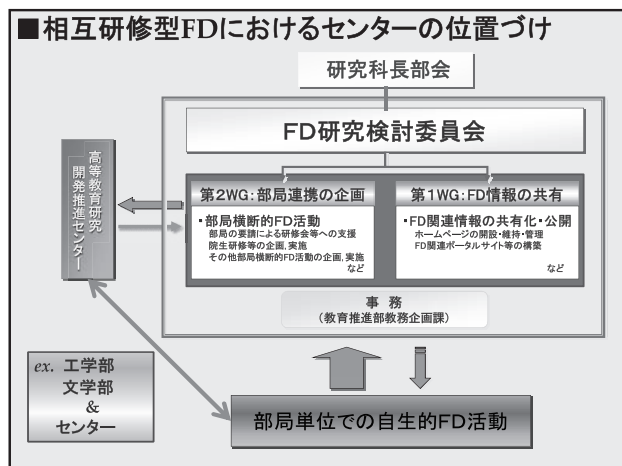 ■相互研修型FDにおけるセンターの位置づけ
研究科長部会
FD研究検討委員会
高等教育研究
開発推進センター
第2WG：部局連携の企画
・部局横断的FD活動
部局の要請による研修会等への支援
院生研修等の企画,実施
その他部局横断的FD活動の企画,実施
など
第1WG：FD情報の共有
・FD関連情報の共有化・公開
ホームページの開設・維持・管理
FD関連ポータルサイト等の構築
など
事 務
（教育推進部教務企画課）
ex. 工学部
文学部
&
センター
部局単位での自生的FD活動